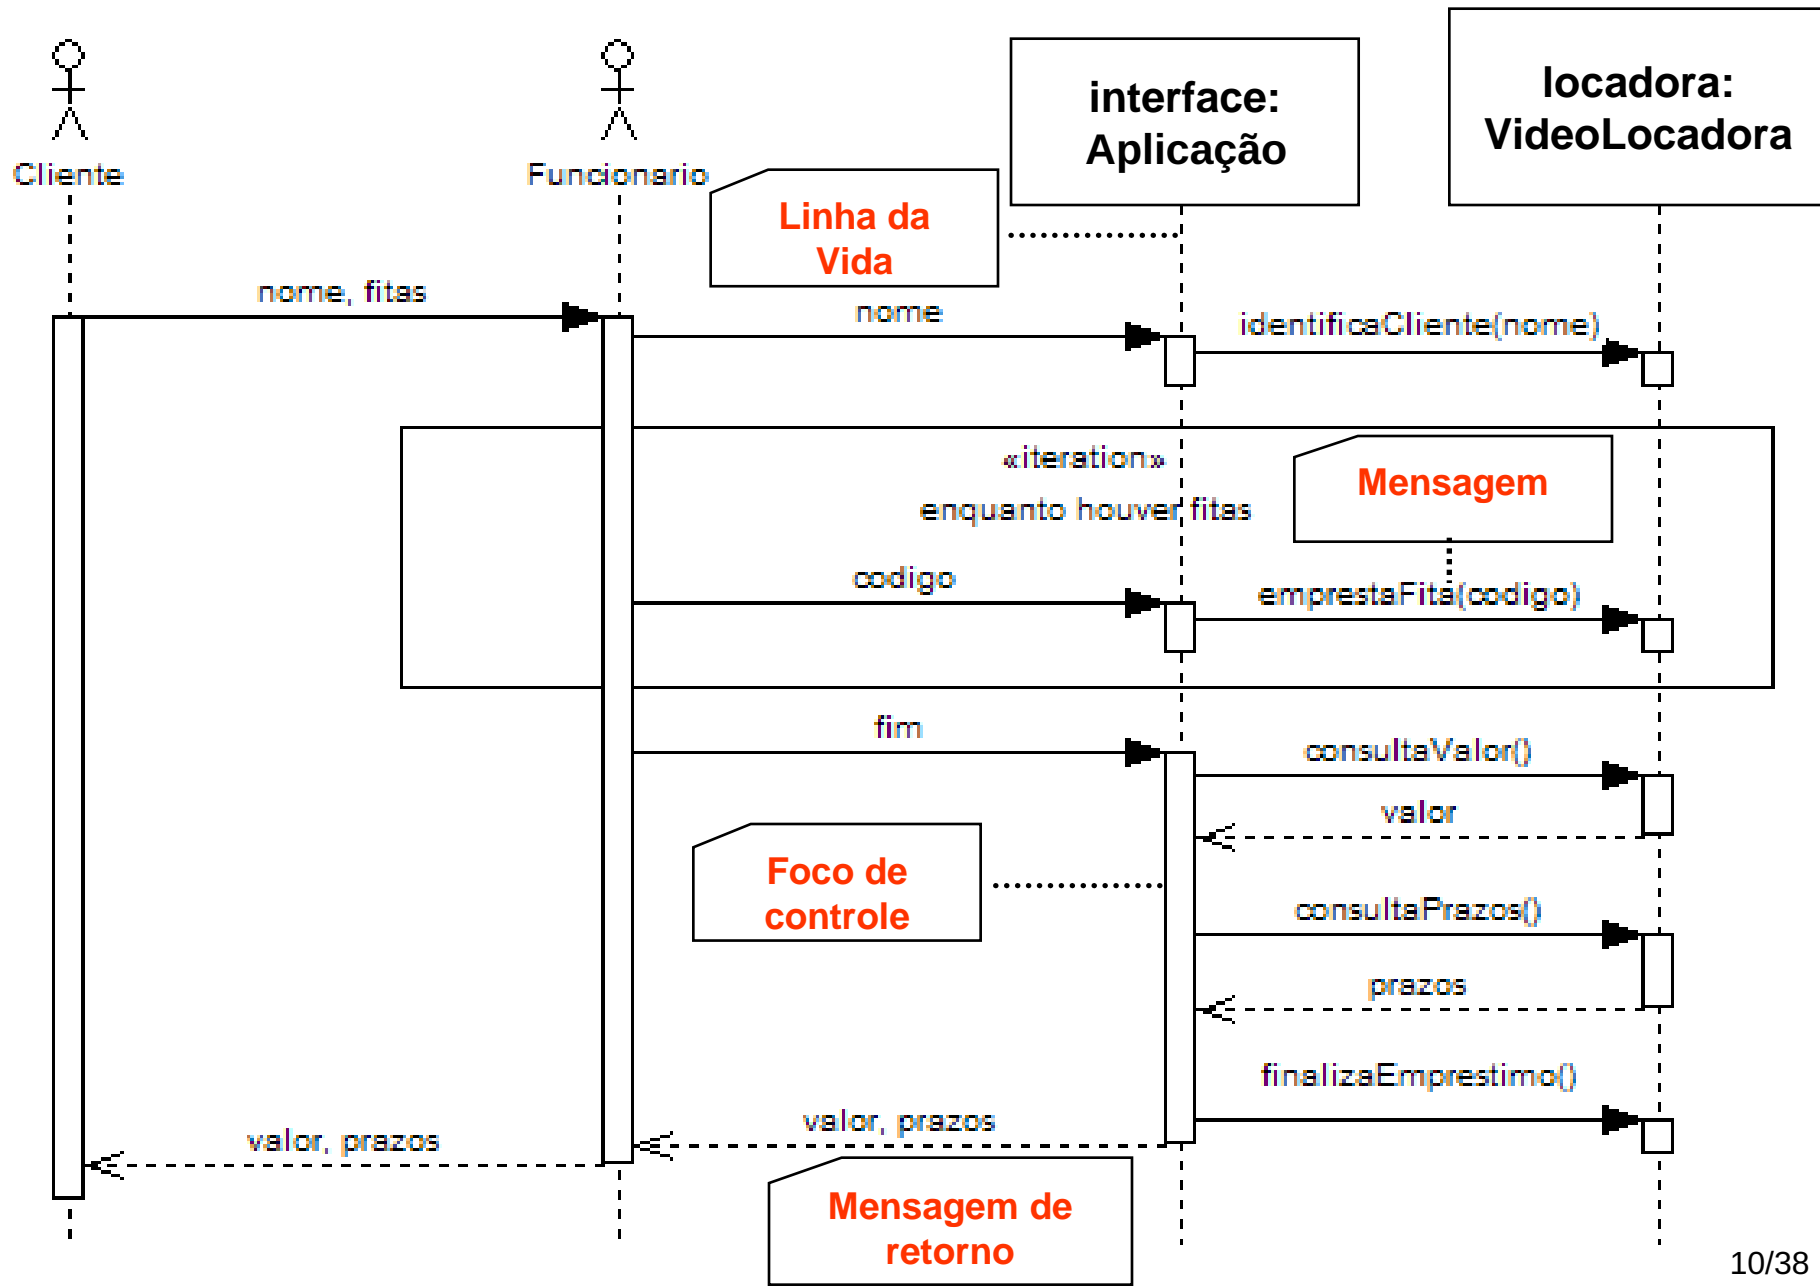 interface:
Aplicação
locadora:
VideoLocadora
Cliente
Funcionario
Linha da
Vida
nome, fitas
nome
identificaCliente(nome)
«iteration»
enquanto houver fitas
Mensagem
codigo
emprestaFita(codigo)
fim
consultaValor()
valor
Foco de
controle
consultaPrazos()
prazos
finalizaEmprestimo()
valor, prazos
valor, prazos
Mensagem de
retorno
10/38